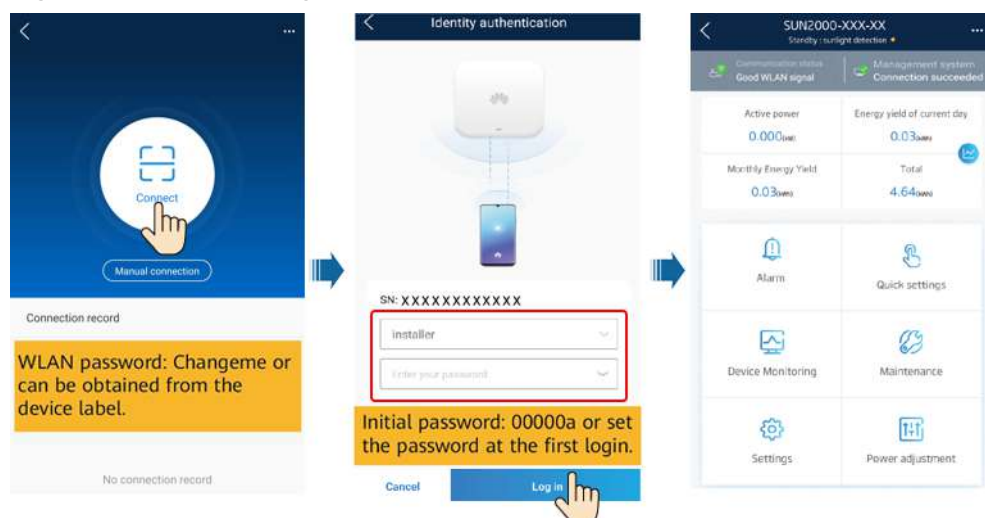 Connect
Manual connection
Connection record
WLAN password: Changeme or
can be obtained from the
device label.
No connection record
Identity authentication
SN: XXXXXXXXXXXX
installer
Enter your password
Initial password: 00000a or set
the password at the first login.
Cancel
Log in
SUN2000-XXX-XX
Standby : sunlight detection
Communication status
Good WLAN signal
Management system
Connection succeeded
Active power
0.000
Energy yield of current day
0.03
Monthly Energy Yield
0.03
Total
4.64
Alarm
Quick settings
Device Monitoring
Maintenance
Settings
Power adjustment